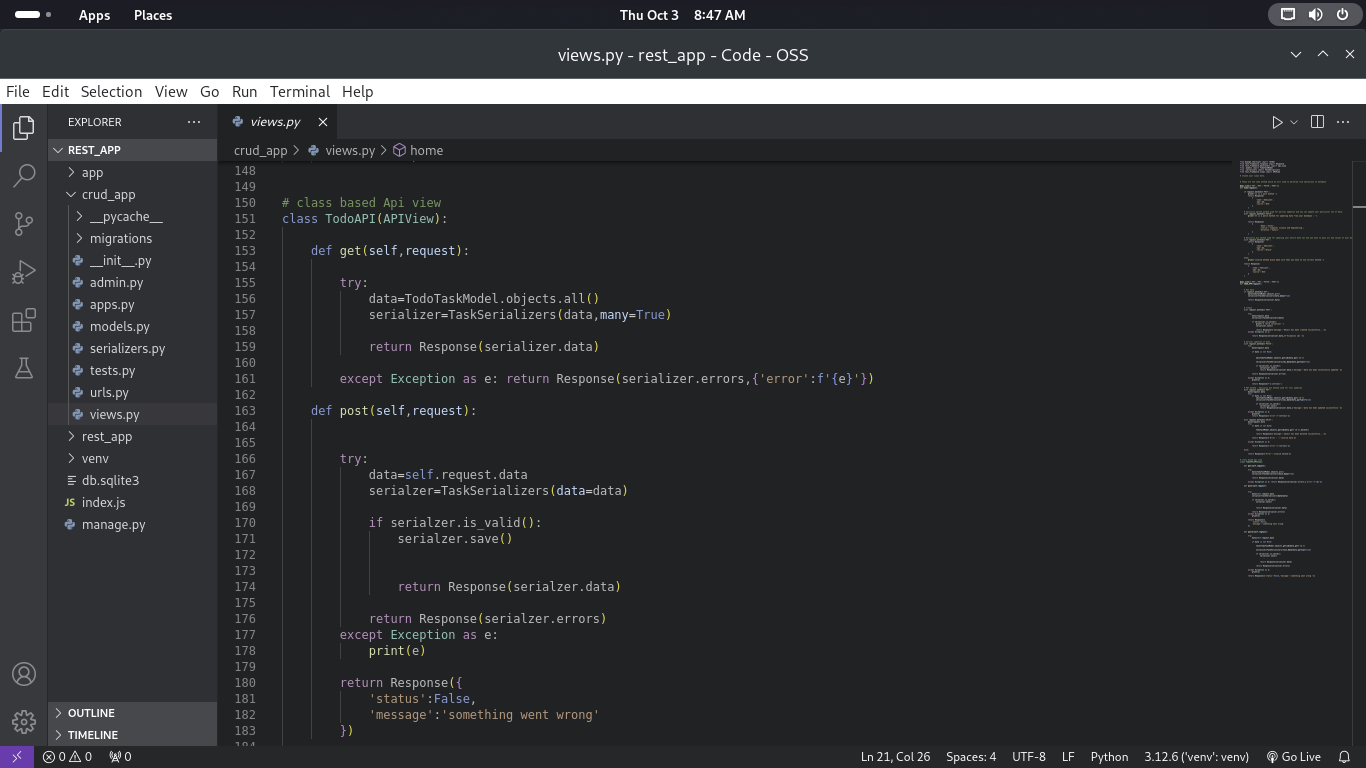 Apps Places Thu Oct 3 8:47 AM
views.py - rest_app - Code - OSS
File Edit Selection View Go Run Terminal Help
EXPLORER ···
REST_APP
app
crud_app
__pycache__
migrations
__init__.py
admin.py
apps.py
models.py
serializers.py
tests.py
urls.py
views.py
rest_app
venv
db.sqlite3
JS index.js
manage.py
OUTLINE
TIMELINE
views.py
crud_app > views.py > home
148
149
150 # class based Api view
151 class TodoAPI(APIView):
152
153     def get(self,request):
154
155         try:
156             data=TodoTaskModel.objects.all()
157             serializer=TaskSerializers(data,many=True)
158
159             return Response(serializer.data)
160
161         except Exception as e: return Response(serializer.errors,{'error':f'{e}'})
162
163     def post(self,request):
164
165
166         try:
167             data=self.request.data
168             serialzer=TaskSerializers(data=data)
169
170             if serialzer.is_valid():
171                 serialzer.save()
172
173
174                 return Response(serialzer.data)
175
176             return Response(serialzer.errors)
177         except Exception as e:
178             print(e)
179
180         return Response({
181             'status':False,
182             'message':'something went wrong'
183         })
0 0 0 Ln 21, Col 26 Spaces: 4 UTF-8 LF Python 3.12.6 ('venv': venv) Go Live